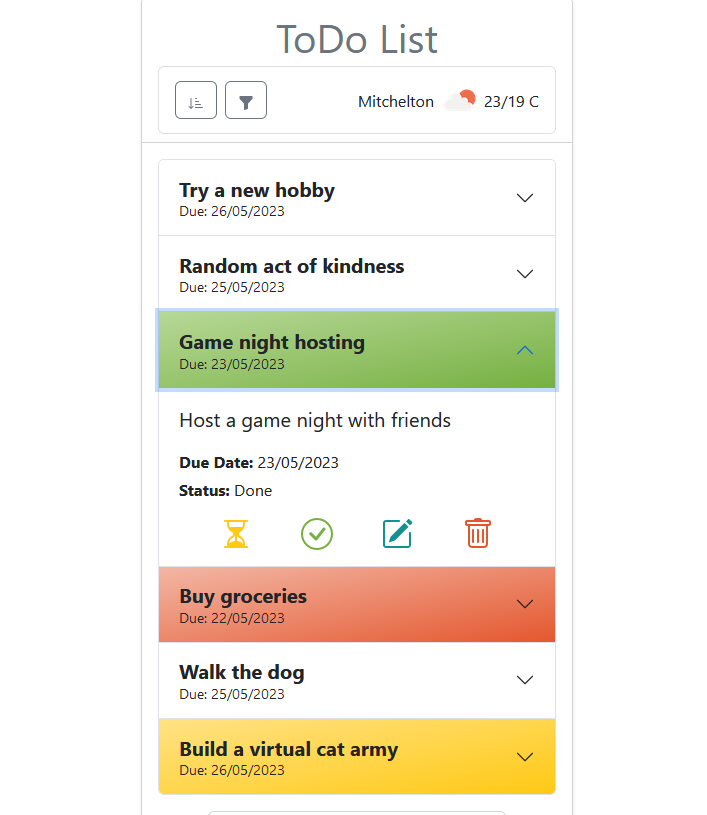 ToDo List
Mitchelton 23/19 C
Try a new hobby
Due: 26/05/2023
Random act of kindness
Due: 25/05/2023
Game night hosting
Due: 23/05/2023
Host a game night with friends
Due Date: 23/05/2023
Status: Done
Buy groceries
Due: 22/05/2023
Walk the dog
Due: 25/05/2023
Build a virtual cat army
Due: 26/05/2023